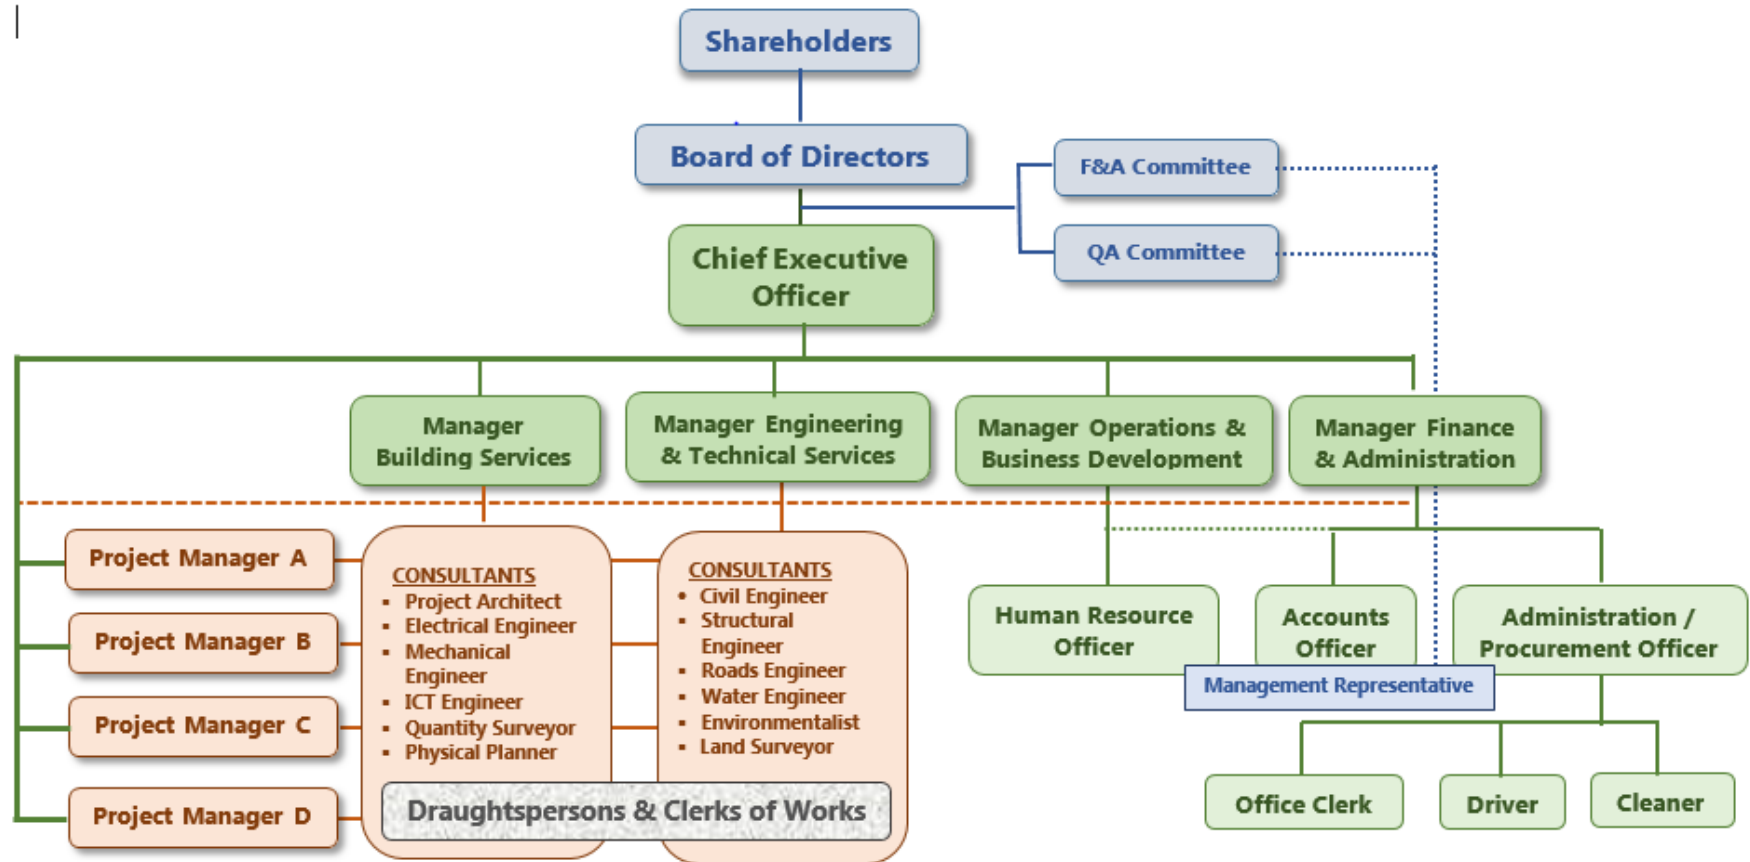 Shareholders
Board of Directors
F&A Committee
QA Committee
Chief Executive
Officer
Manager
Building Services
Manager Engineering
& Technical Services
Manager Operations &
Business Development
Manager Finance
& Administration
Project Manager A
Project Manager B
Project Manager C
Project Manager D
CONSULTANTS
▪ Project Architect
▪ Electrical Engineer
▪ Mechanical
Engineer
▪ ICT Engineer
▪ Quantity Surveyor
▪ Physical Planner
CONSULTANTS
• Civil Engineer
▪ Structural
Engineer
▪ Roads Engineer
▪ Water Engineer
▪ Environmentalist
▪ Land Surveyor
Draughtspersons & Clerks of Works
Human Resource
Officer
Accounts
Officer
Administration /
Procurement Officer
Management Representative
Office Clerk
Driver
Cleaner